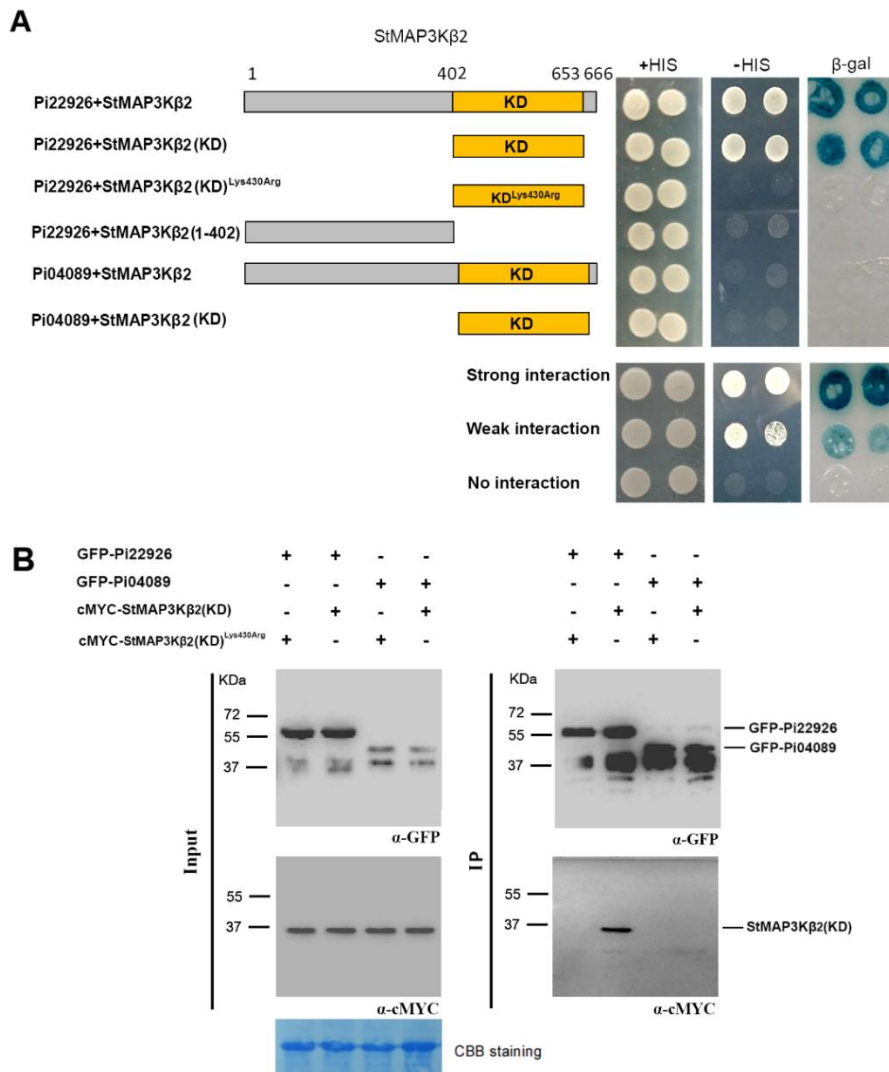 A
StMAP3Kβ2
1 402 653 666
+HIS -HIS β-gal
Pi22926+StMAP3Kβ2 KD
Pi22926+StMAP3Kβ2(KD) KD
Pi22926+StMAP3Kβ2(KD)Lys430Arg KDLys430Arg
Pi22926+StMAP3Kβ2(1-402)
Pi04089+StMAP3Kβ2 KD
Pi04089+StMAP3Kβ2(KD) KD
Strong interaction
Weak interaction
No interaction
B
GFP-Pi22926 + + - - + + - -
GFP-Pi04089 - - + + - - + +
cMYC-StMAP3Kβ2(KD) - + - + - + - +
cMYC-StMAP3Kβ2(KD)Lys430Arg + - + - + - + -
Input
KDa
72
55
37
α-GFP
55
37
α-cMYC
CBB staining
IP
KDa
72
55
37
GFP-Pi22926
GFP-Pi04089
α-GFP
55
37
StMAP3Kβ2(KD)
α-cMYC